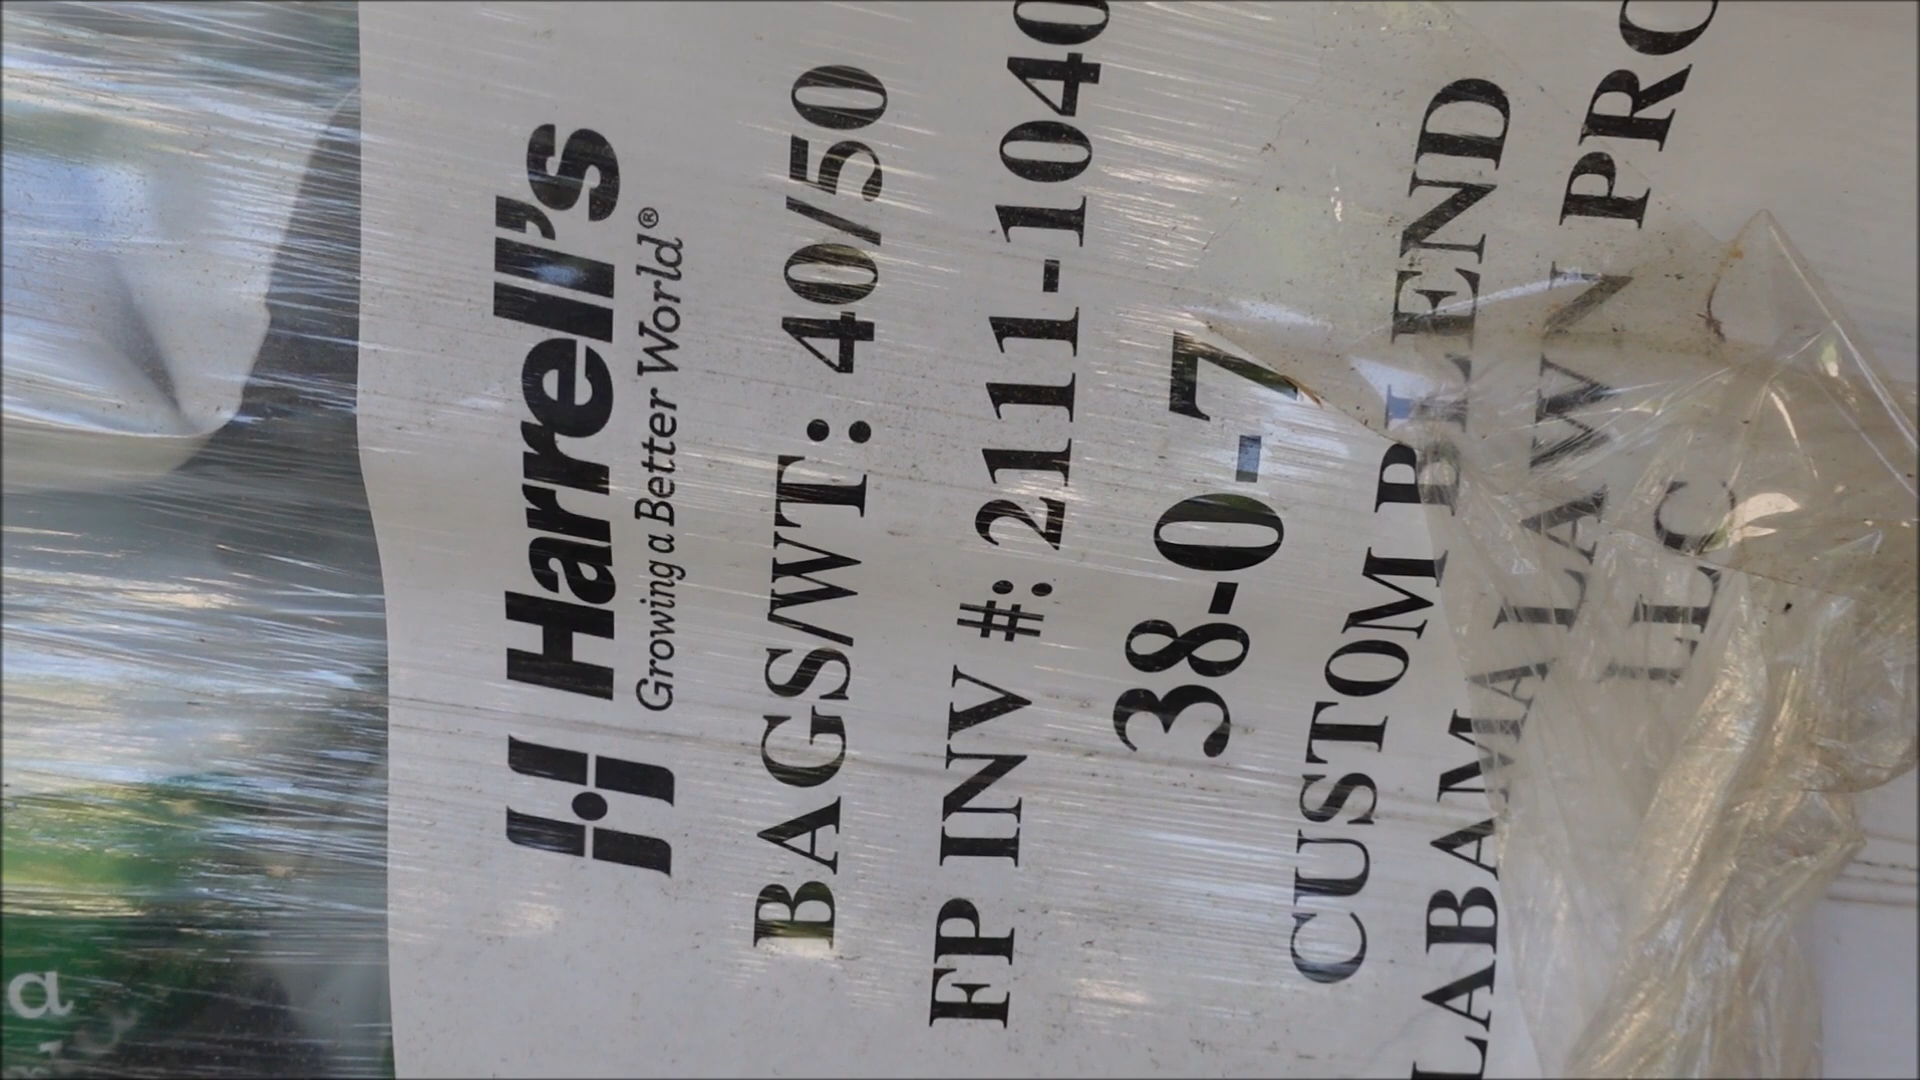 Harrell's
Growing a Better World®
BAGS/WT: 40/50
FP INV #: 2111-1040
38-0-7
CUSTOM BLEND
LABAMA LAWN PRO
LLC
a